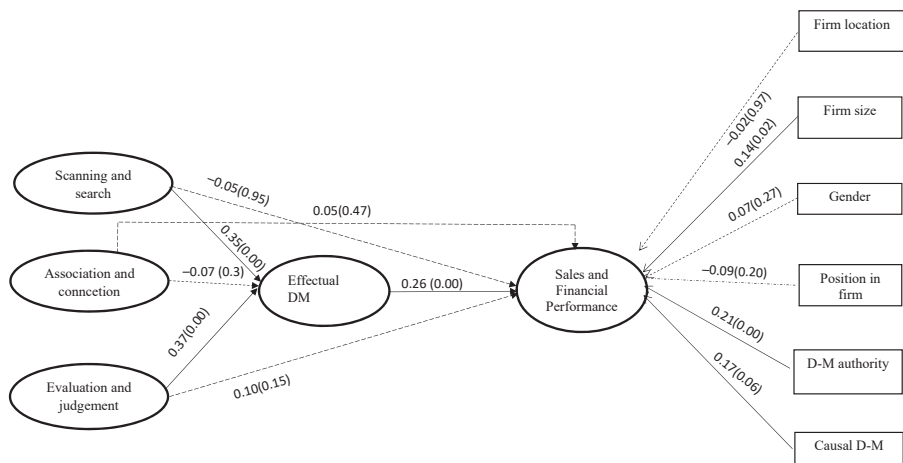 Firm location
−0.02(0.97)
Firm size
0.14(0.02)
Gender
0.07(0.27)
Position in
firm
−0.09(0.20)
D-M authority
0.21(0.00)
Causal D-M
0.17(0.06)
Scanning and
search
−0.05(0.95)
0.35(0.00)
0.05(0.47)
Association and
conncetion
−0.07 (0.3)
Effectual
DM
0.26 (0.00)
Sales and
Financial
Performance
Evaluation and
judgement
0.37(0.00)
0.10(0.15)